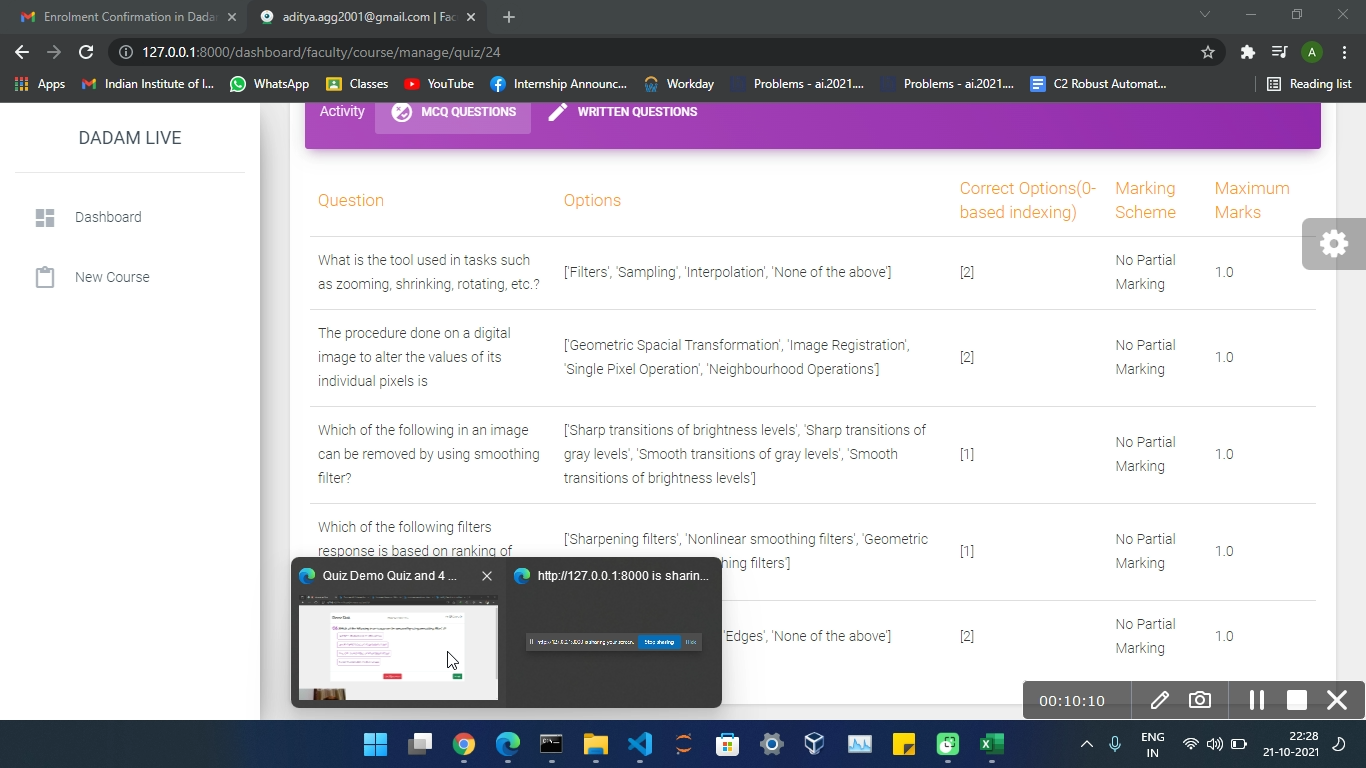 Enrolment Confirmation in Dadar
aditya.agg2001@gmail.com | Fac
127.0.0.1:8000/dashboard/faculty/course/manage/quiz/24
A
Apps
Indian Institute of I...
WhatsApp
Classes
YouTube
Internship Announc...
Workday
Problems - ai.2021....
Problems - ai.2021....
C2 Robust Automat...
Reading list
DADAM LIVE
Dashboard
New Course
Activity
MCQ QUESTIONS
WRITTEN QUESTIONS
Question
Options
Correct Options(0-
based indexing)
Marking
Scheme
Maximum
Marks
What is the tool used in tasks such
as zooming, shrinking, rotating, etc.?
['Filters', 'Sampling', 'Interpolation', 'None of the above']
[2]
No Partial
Marking
1.0
The procedure done on a digital
image to alter the values of its
individual pixels is
['Geometric Spacial Transformation', 'Image Registration',
'Single Pixel Operation', 'Neighbourhood Operations']
[2]
No Partial
Marking
1.0
Which of the following in an image
can be removed by using smoothing
filter?
['Sharp transitions of brightness levels', 'Sharp transitions of
gray levels', 'Smooth transitions of gray levels', 'Smooth
transitions of brightness levels']
[1]
No Partial
Marking
1.0
Which of the following filters
response is based on ranking of
['Sharpening filters', 'Nonlinear smoothing filters', 'Geometric
hing filters']
[1]
No Partial
Marking
1.0
'Edges', 'None of the above']
[2]
No Partial
Marking
1.0
Quiz Demo Quiz and 4 ...
http://127.0.0.1:8000 is sharin...
http://127.0.0.1:8000 is sharing your screen.
Stop sharing
Hide
00:10:10
ENG
IN
22:28
21-10-2021